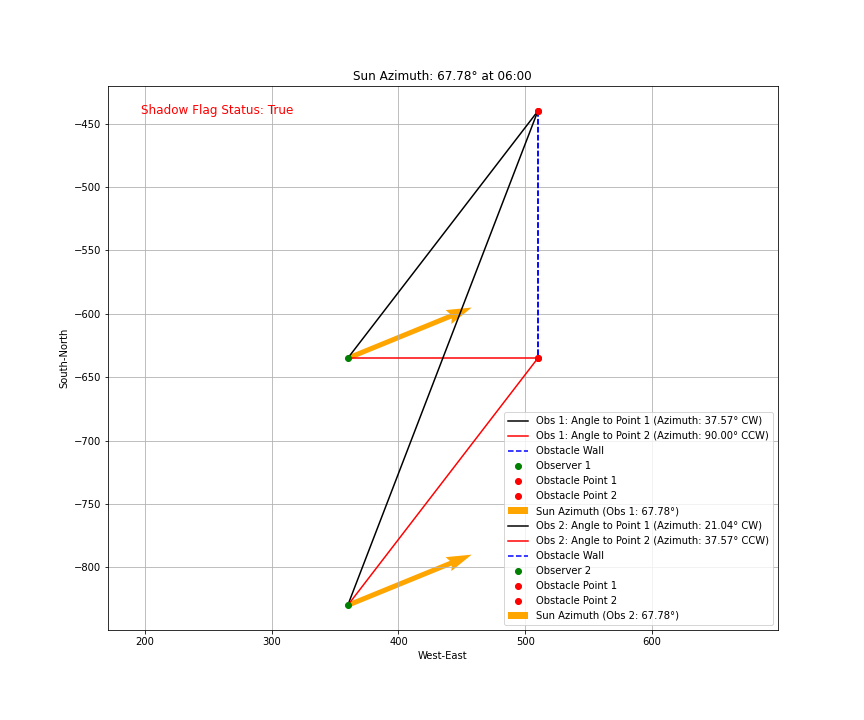 Sun Azimuth: 67.78° at 06:00
Shadow Flag Status: True
−450
−500
−550
−600
−650
−700
−750
−800
South-North
Obs 1: Angle to Point 1 (Azimuth: 37.57° CW)
Obs 1: Angle to Point 2 (Azimuth: 90.00° CCW)
Obstacle Wall
Observer 1
Obstacle Point 1
Obstacle Point 2
Sun Azimuth (Obs 1: 67.78°)
Obs 2: Angle to Point 1 (Azimuth: 21.04° CW)
Obs 2: Angle to Point 2 (Azimuth: 37.57° CCW)
Obstacle Wall
Observer 2
Obstacle Point 1
Obstacle Point 2
Sun Azimuth (Obs 2: 67.78°)
200 300 400 500 600
West-East